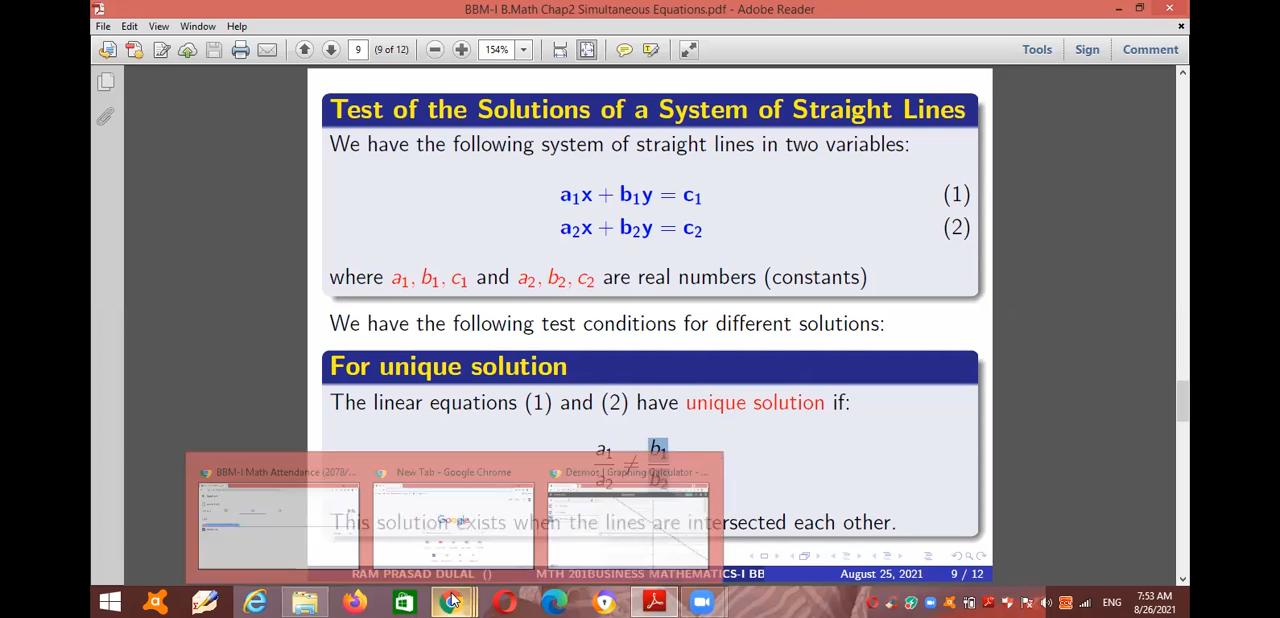 BBM-I B.Math Chap2 Simultaneous Equations.pdf - Adobe Reader
File Edit View Window Help
9 (9 of 12) 154% Tools Sign Comment
Test of the Solutions of a System of Straight Lines
We have the following system of straight lines in two variables:
a₁x + b₁y = c₁ (1)
a₂x + b₂y = c₂ (2)
where a₁, b₁, c₁ and a₂, b₂, c₂ are real numbers (constants)
We have the following test conditions for different solutions:
For unique solution
The linear equations (1) and (2) have unique solution if:
a₁/a₂ ≠ b₁/b₂
BBM-I Math Attendance (2078/... New Tab - Google Chrome Desmos | Graphing Calculator - ...
Google
This solution exists when the lines are intersected each other.
RAM PRASAD DULAL () MTH 201BUSINESS MATHEMATICS-I BB August 25, 2021 9 / 12
ENG 7:53 AM
8/26/2021